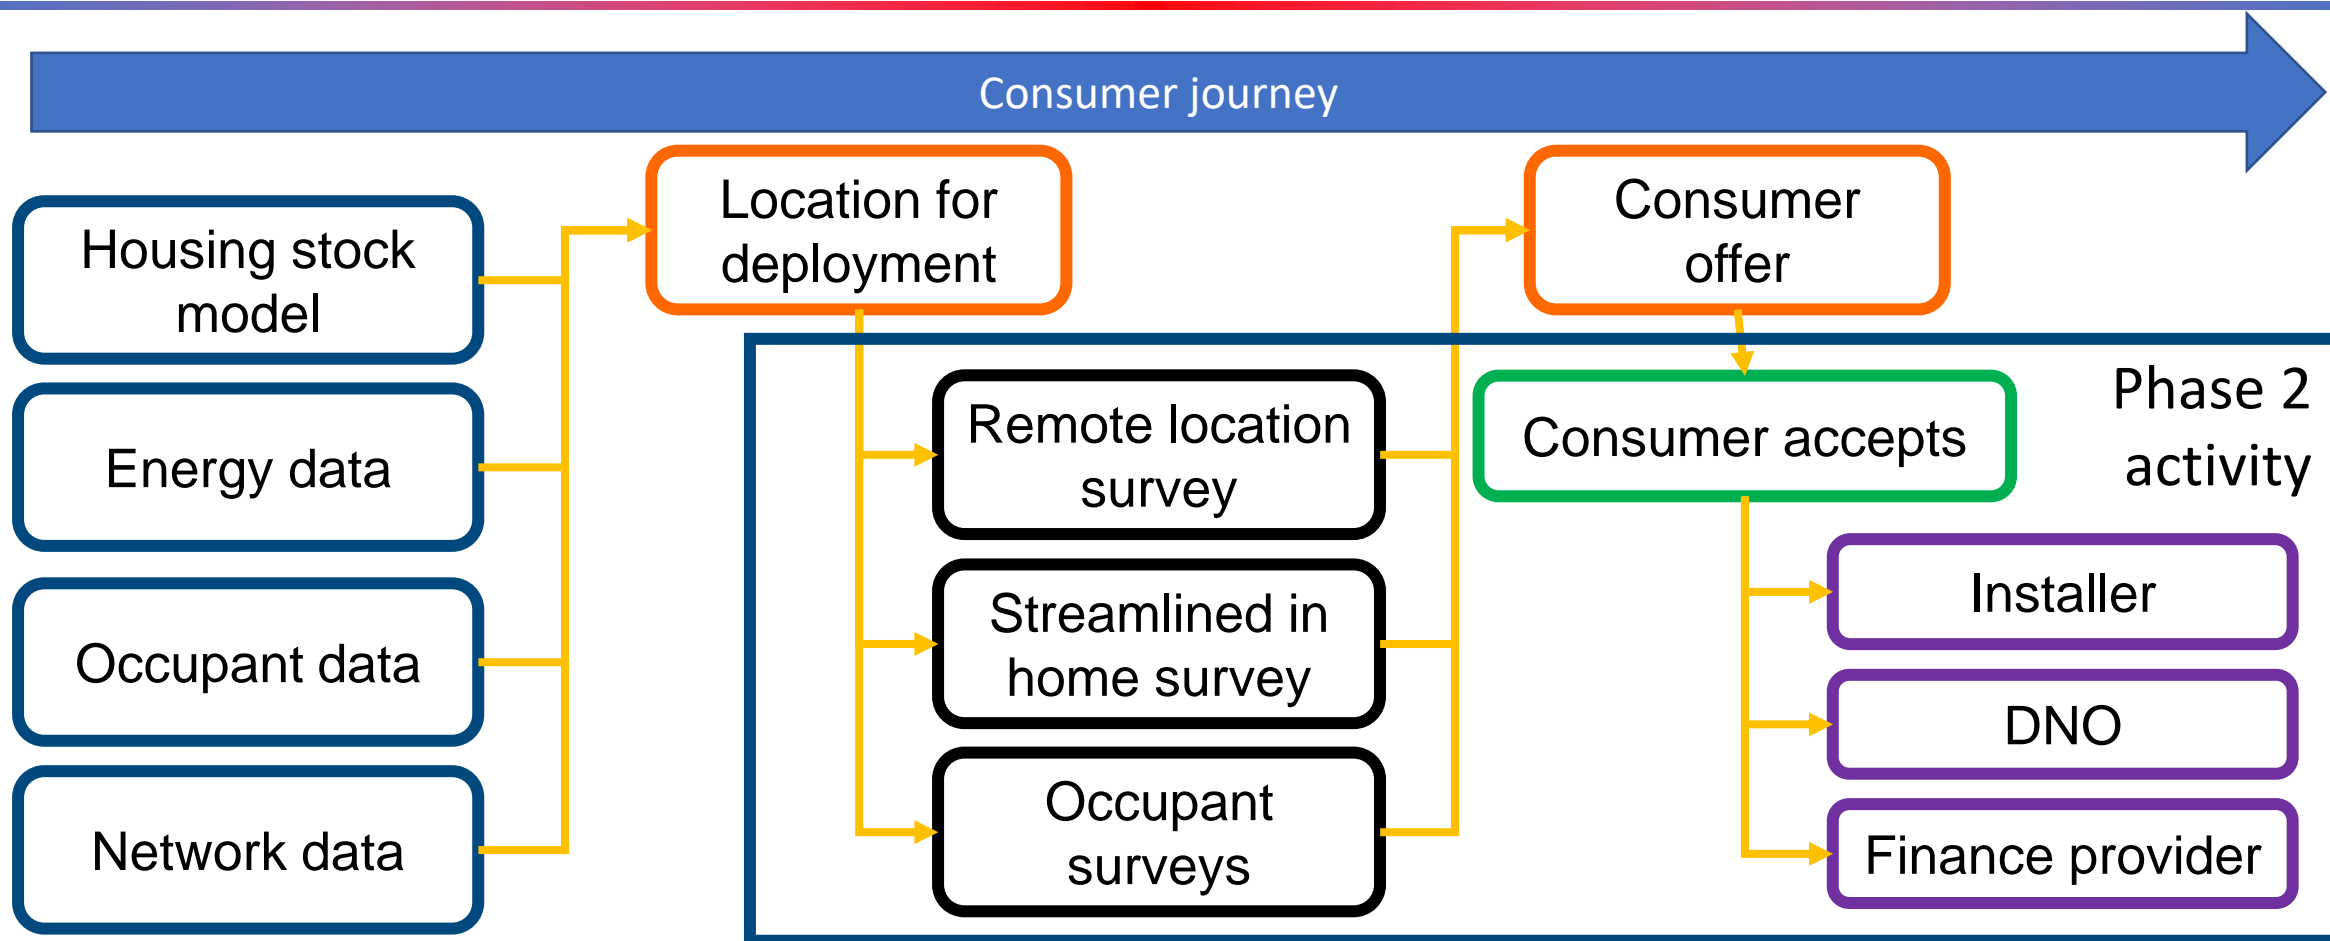 Consumer journey
Housing stock
model
Energy data
Occupant data
Network data
Location for
deployment
Remote location
survey
Streamlined in
home survey
Occupant
surveys
Consumer
offer
Consumer accepts
Phase 2
activity
Installer
DNO
Finance provider